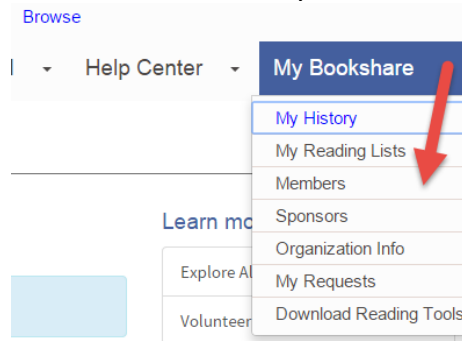 Browse
Help Center
My Bookshare
My History
My Reading Lists
Members
Learn mo
Sponsors
Organization Info
Explore Al
My Requests
Download Reading Tools
Volunteer